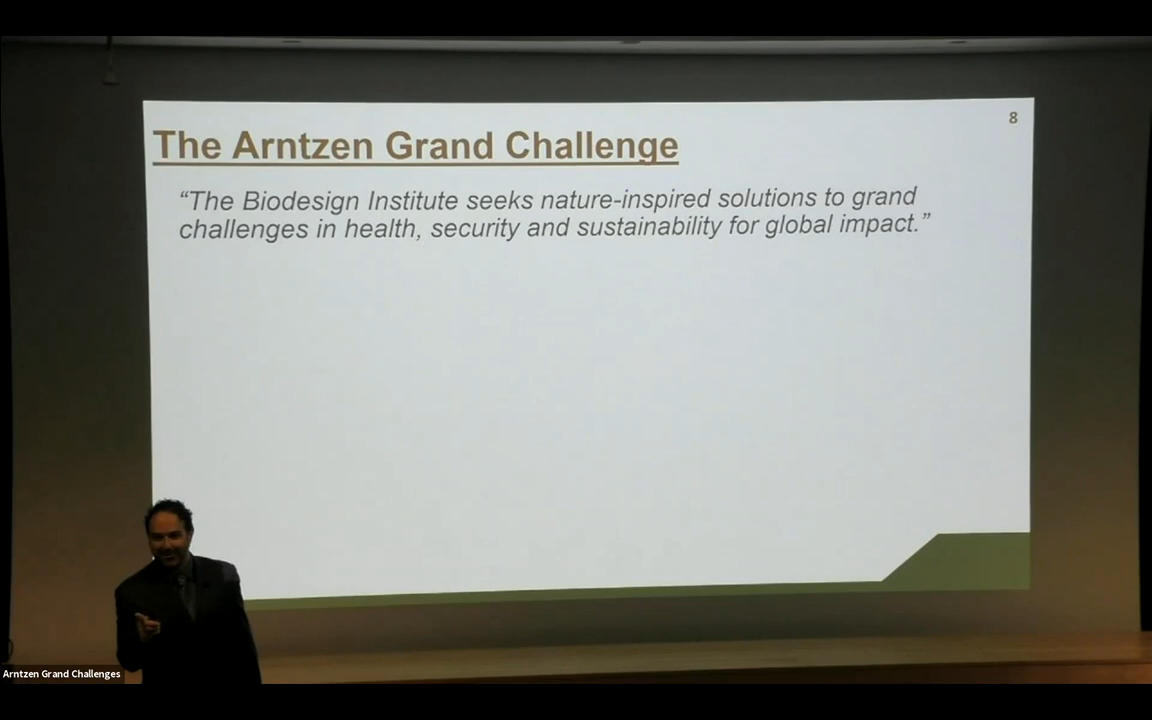 8
The Arntzen Grand Challenge
“The Biodesign Institute seeks nature-inspired solutions to grand
challenges in health, security and sustainability for global impact.”
Arntzen Grand Challenges